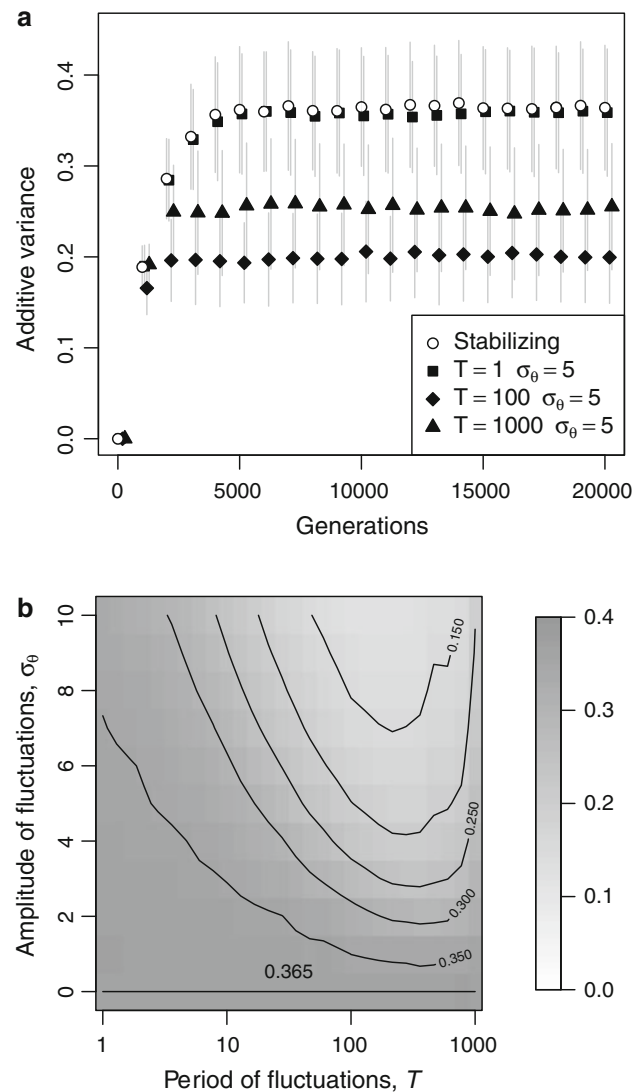 a
0.4
0.3
0.2
0.1
0.0
Additive variance
Stabilizing
T = 1 σθ = 5
T = 100 σθ = 5
T = 1000 σθ = 5
0 5000 10000 15000 20000
Generations
b
10
8
6
4
2
0
Amplitude of fluctuations, σθ
0.150
0.250
0.300
0.350
0.365
1 10 100 1000
Period of fluctuations, T
0.4
0.3
0.2
0.1
0.0